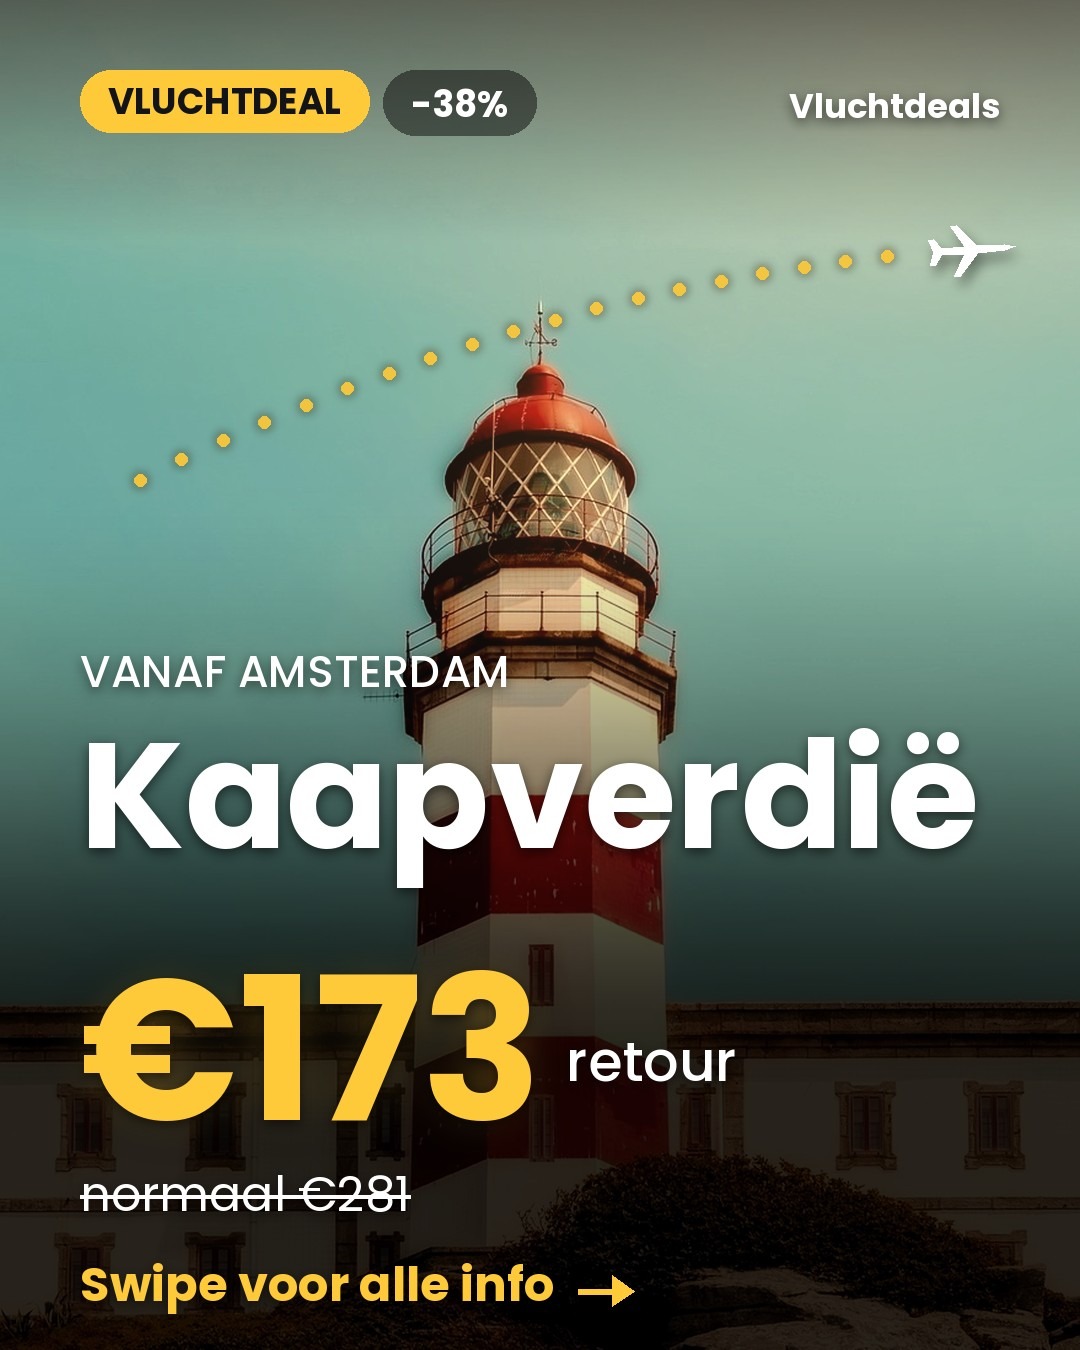 VLUCHTDEAL
-38%
Vluchtdeals
VANAF AMSTERDAM
Kaapverdië
€173 retour
normaal €281
Swipe voor alle info →